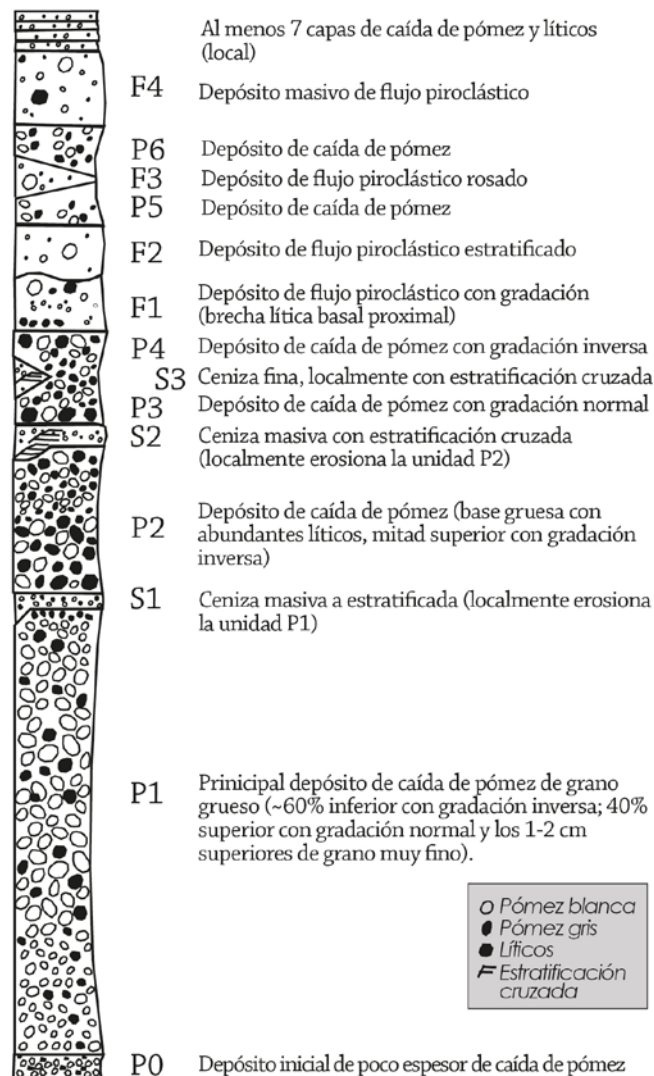 Al menos 7 capas de caída de pómez y líticos
(local)
F4 Depósito masivo de flujo piroclástico
P6 Depósito de caída de pómez
F3 Depósito de flujo piroclástico rosado
P5 Depósito de caída de pómez
F2 Depósito de flujo piroclástico estratificado
F1 Depósito de flujo piroclástico con gradación
(brecha lítica basal proximal)
P4 Depósito de caída de pómez con gradación inversa
S3 Ceniza fina, localmente con estratificación cruzada
P3 Depósito de caída de pómez con gradación normal
S2 Ceniza masiva con estratificación cruzada
(localmente erosiona la unidad P2)
P2 Depósito de caída de pómez (base gruesa con
abundantes líticos, mitad superior con gradación
inversa)
S1 Ceniza masiva a estratificada (localmente erosiona
la unidad P1)
P1 Prinicipal depósito de caída de pómez de grano
grueso (~60% inferior con gradación inversa; 40%
superior con gradación normal y los 1-2 cm
superiores de grano muy fino).
Pómez blanca
Pómez gris
Líticos
Estratificación
cruzada
P0 Depósito inicial de poco espesor de caída de pómez